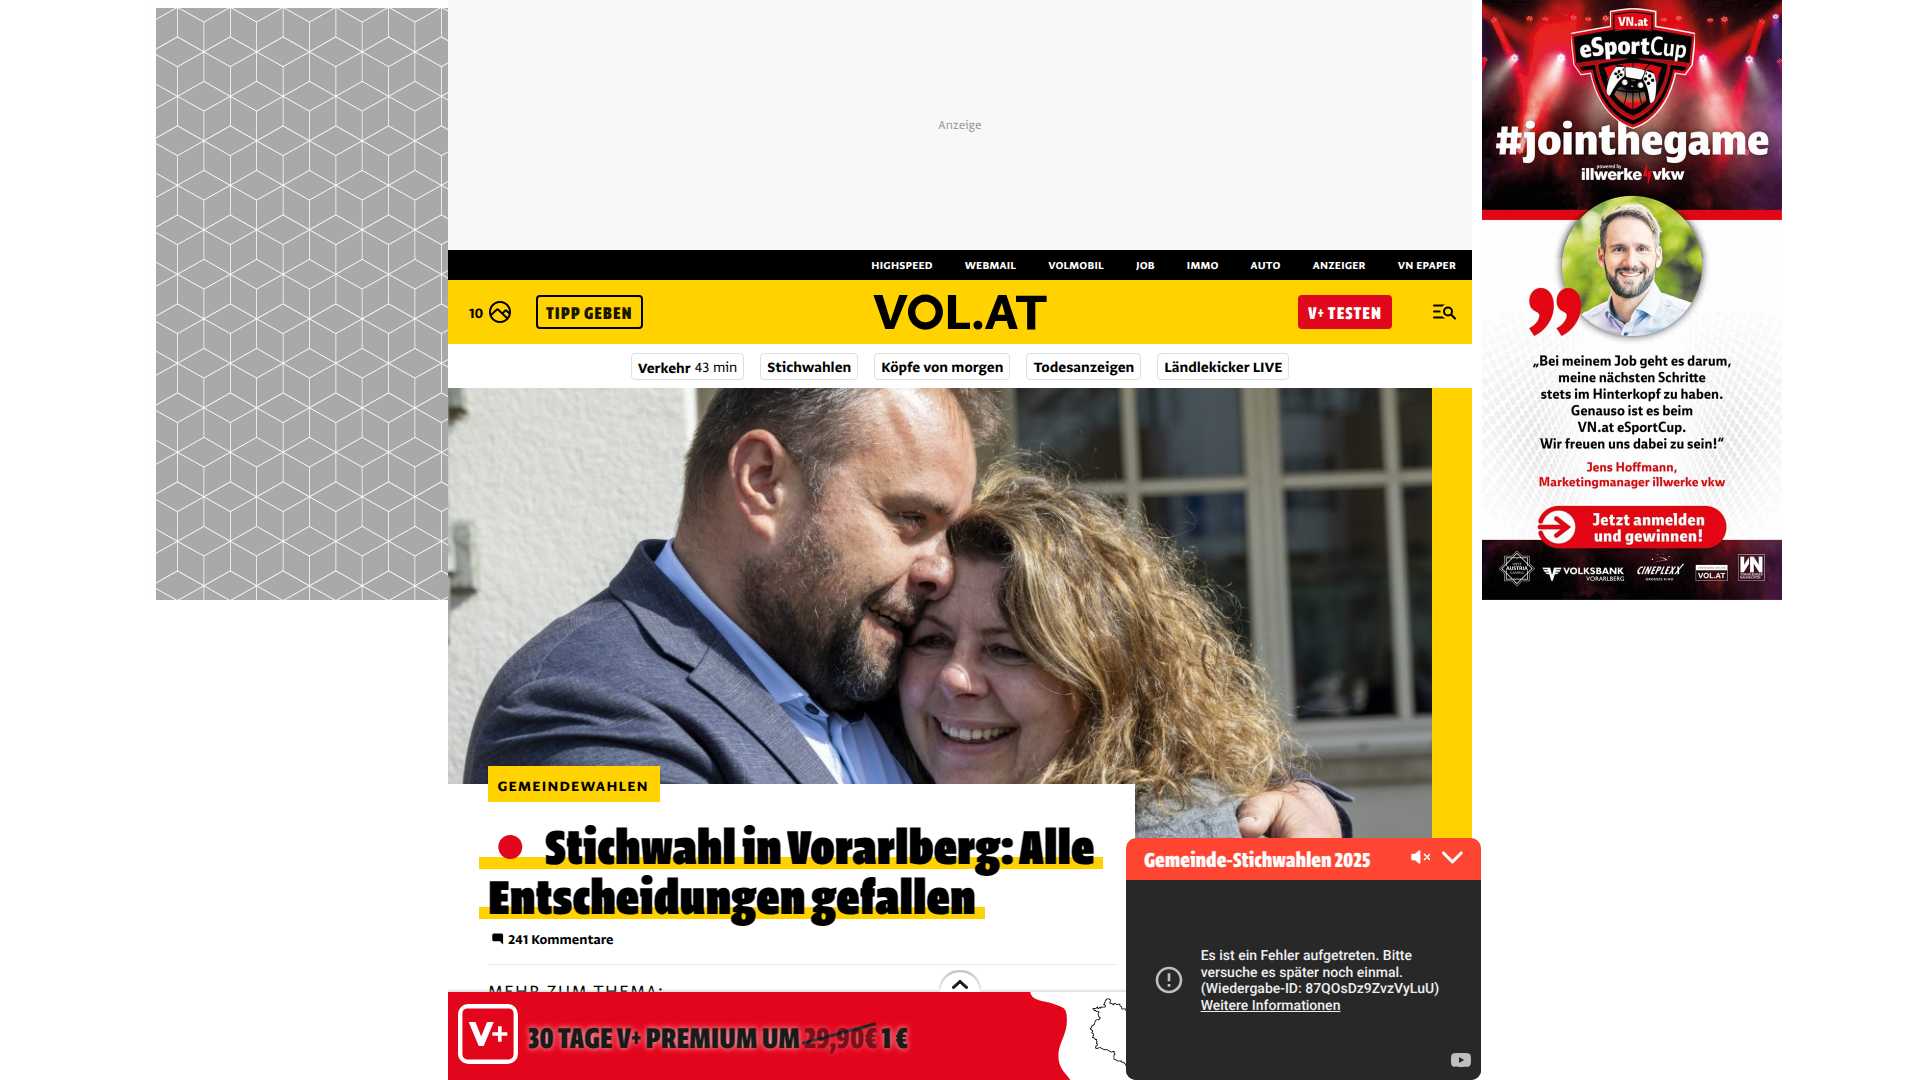 Anzeige
HIGHSPEED WEBMAIL VOLMOBIL JOB IMMO AUTO ANZEIGER VN EPAPER
10 TIPP GEBEN VOL.AT V+ TESTEN
Verkehr 43 min Stichwahlen Köpfe von morgen Todesanzeigen Ländlekicker LIVE
GEMEINDEWAHLEN
Stichwahl in Vorarlberg: Alle
Entscheidungen gefallen
241 Kommentare
MEHR ZUM THEMA:
V+ 30 TAGE V+ PREMIUM UM 29,90€ 1 €
Gemeinde-Stichwahlen 2025
Es ist ein Fehler aufgetreten. Bitte
versuche es später noch einmal.
(Wiedergabe-ID: 87QOsDz9ZvzVyLuU)
Weitere Informationen
VN.at
eSportCup
#jointhegame
powered by
illwerke vkw
„Bei meinem Job geht es darum,
meine nächsten Schritte
stets im Hinterkopf zu haben.
Genauso ist es beim
VN.at eSportCup.
Wir freuen uns dabei zu sein!“
Jens Hoffmann,
Marketingmanager illwerke vkw
Jetzt anmelden
und gewinnen!
AUSTRIA
VOLKSBANK
VORARLBERG
CINEPLEXX
VOL.AT
VN